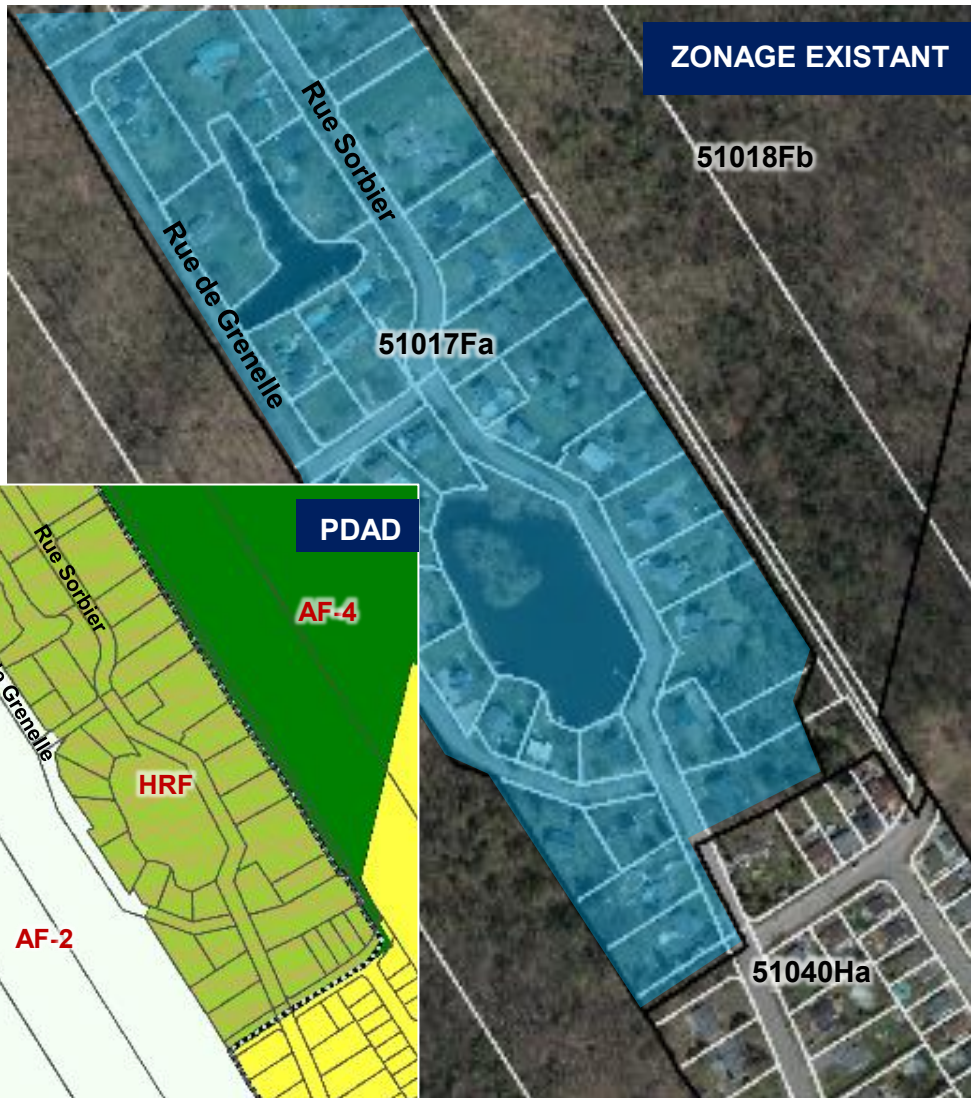 ZONAGE EXISTANT
51018Fb
Rue Sorbier
Rue de Grenelle
51017Fa
51040Ha
PDAD
Rue Sorbier
AF-4
Grenelle
HRF
AF-2